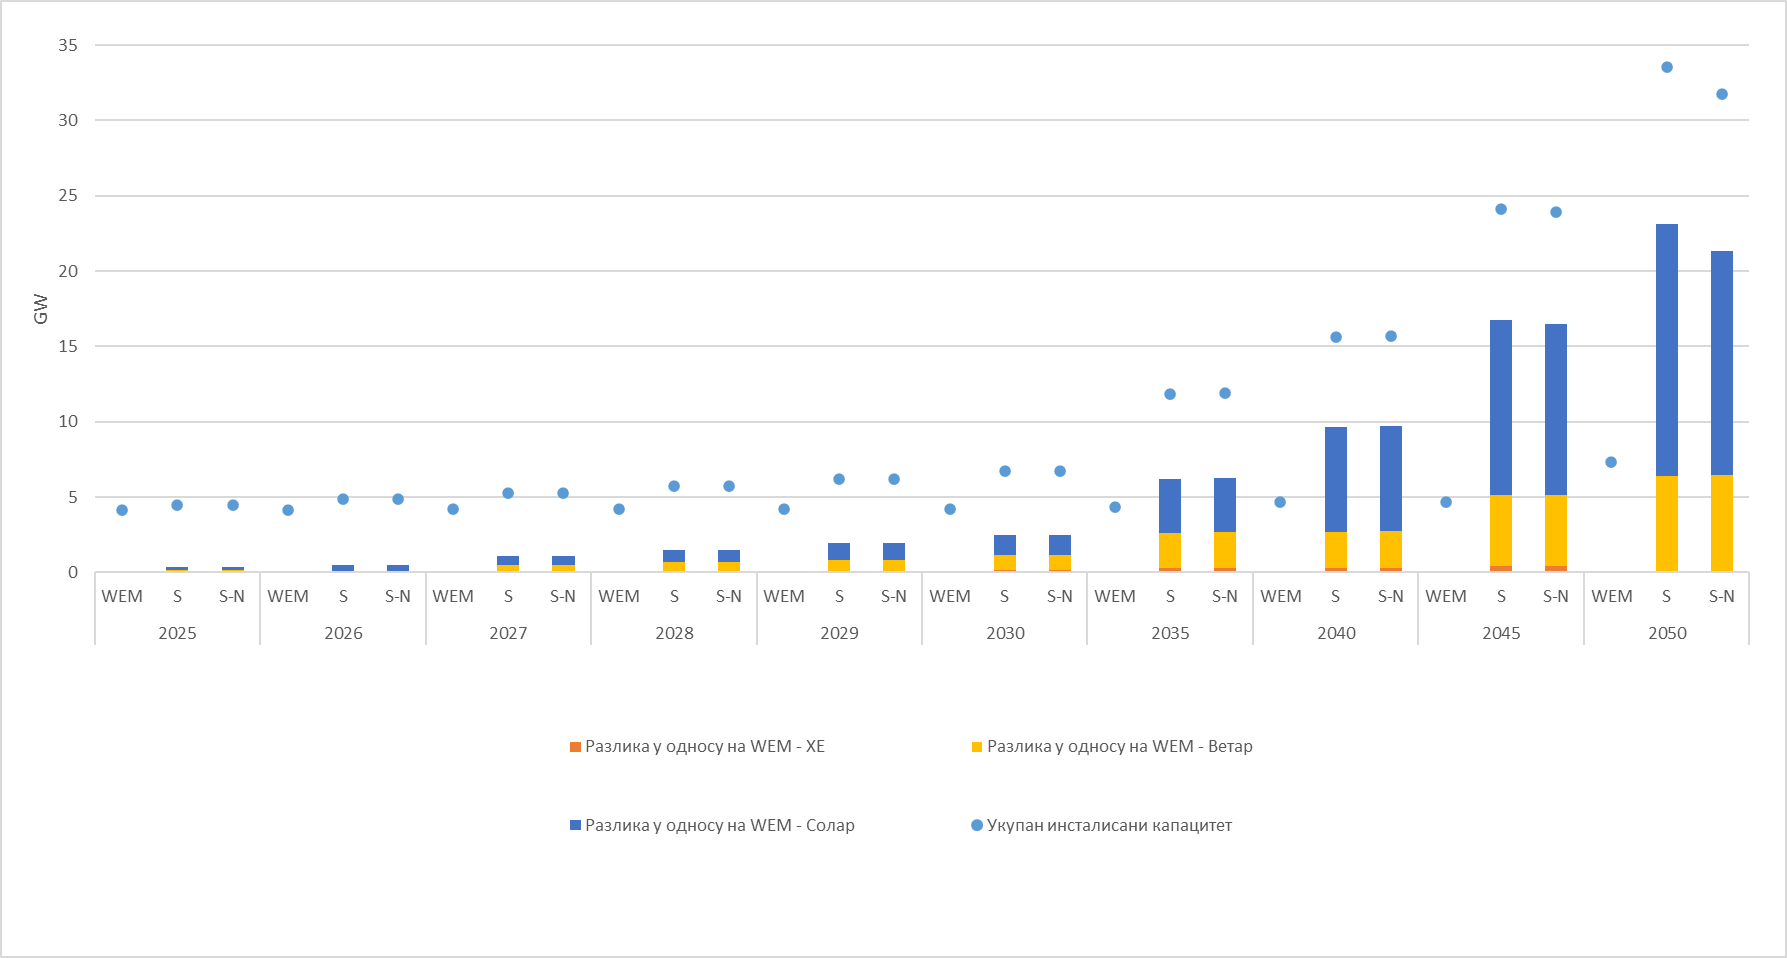 35
30
25
20
15
10
5
0
GW
WEM S S-N WEM S S-N WEM S S-N WEM S S-N WEM S S-N WEM S S-N WEM S S-N WEM S S-N WEM S S-N WEM S S-N
2025 2026 2027 2028 2029 2030 2035 2040 2045 2050
Разлика у односу на WEM - ХЕ Разлика у односу на WEM - Ветар
Разлика у односу на WEM - Солар Укупан инсталисани капацитет